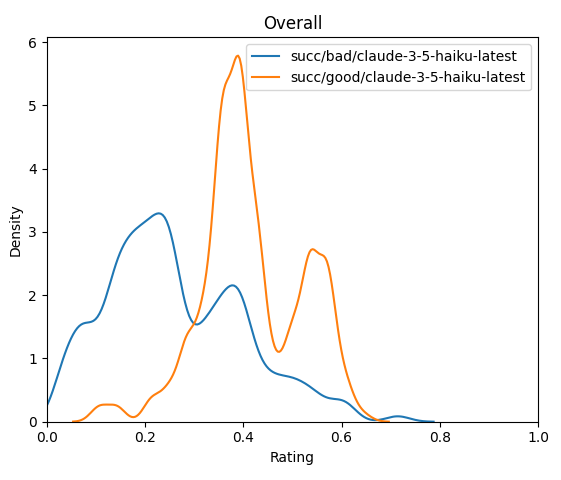 Overall
succ/bad/claude-3-5-haiku-latest
succ/good/claude-3-5-haiku-latest
Density
6
5
4
3
2
1
0
0.0 0.2 0.4 0.6 0.8 1.0
Rating